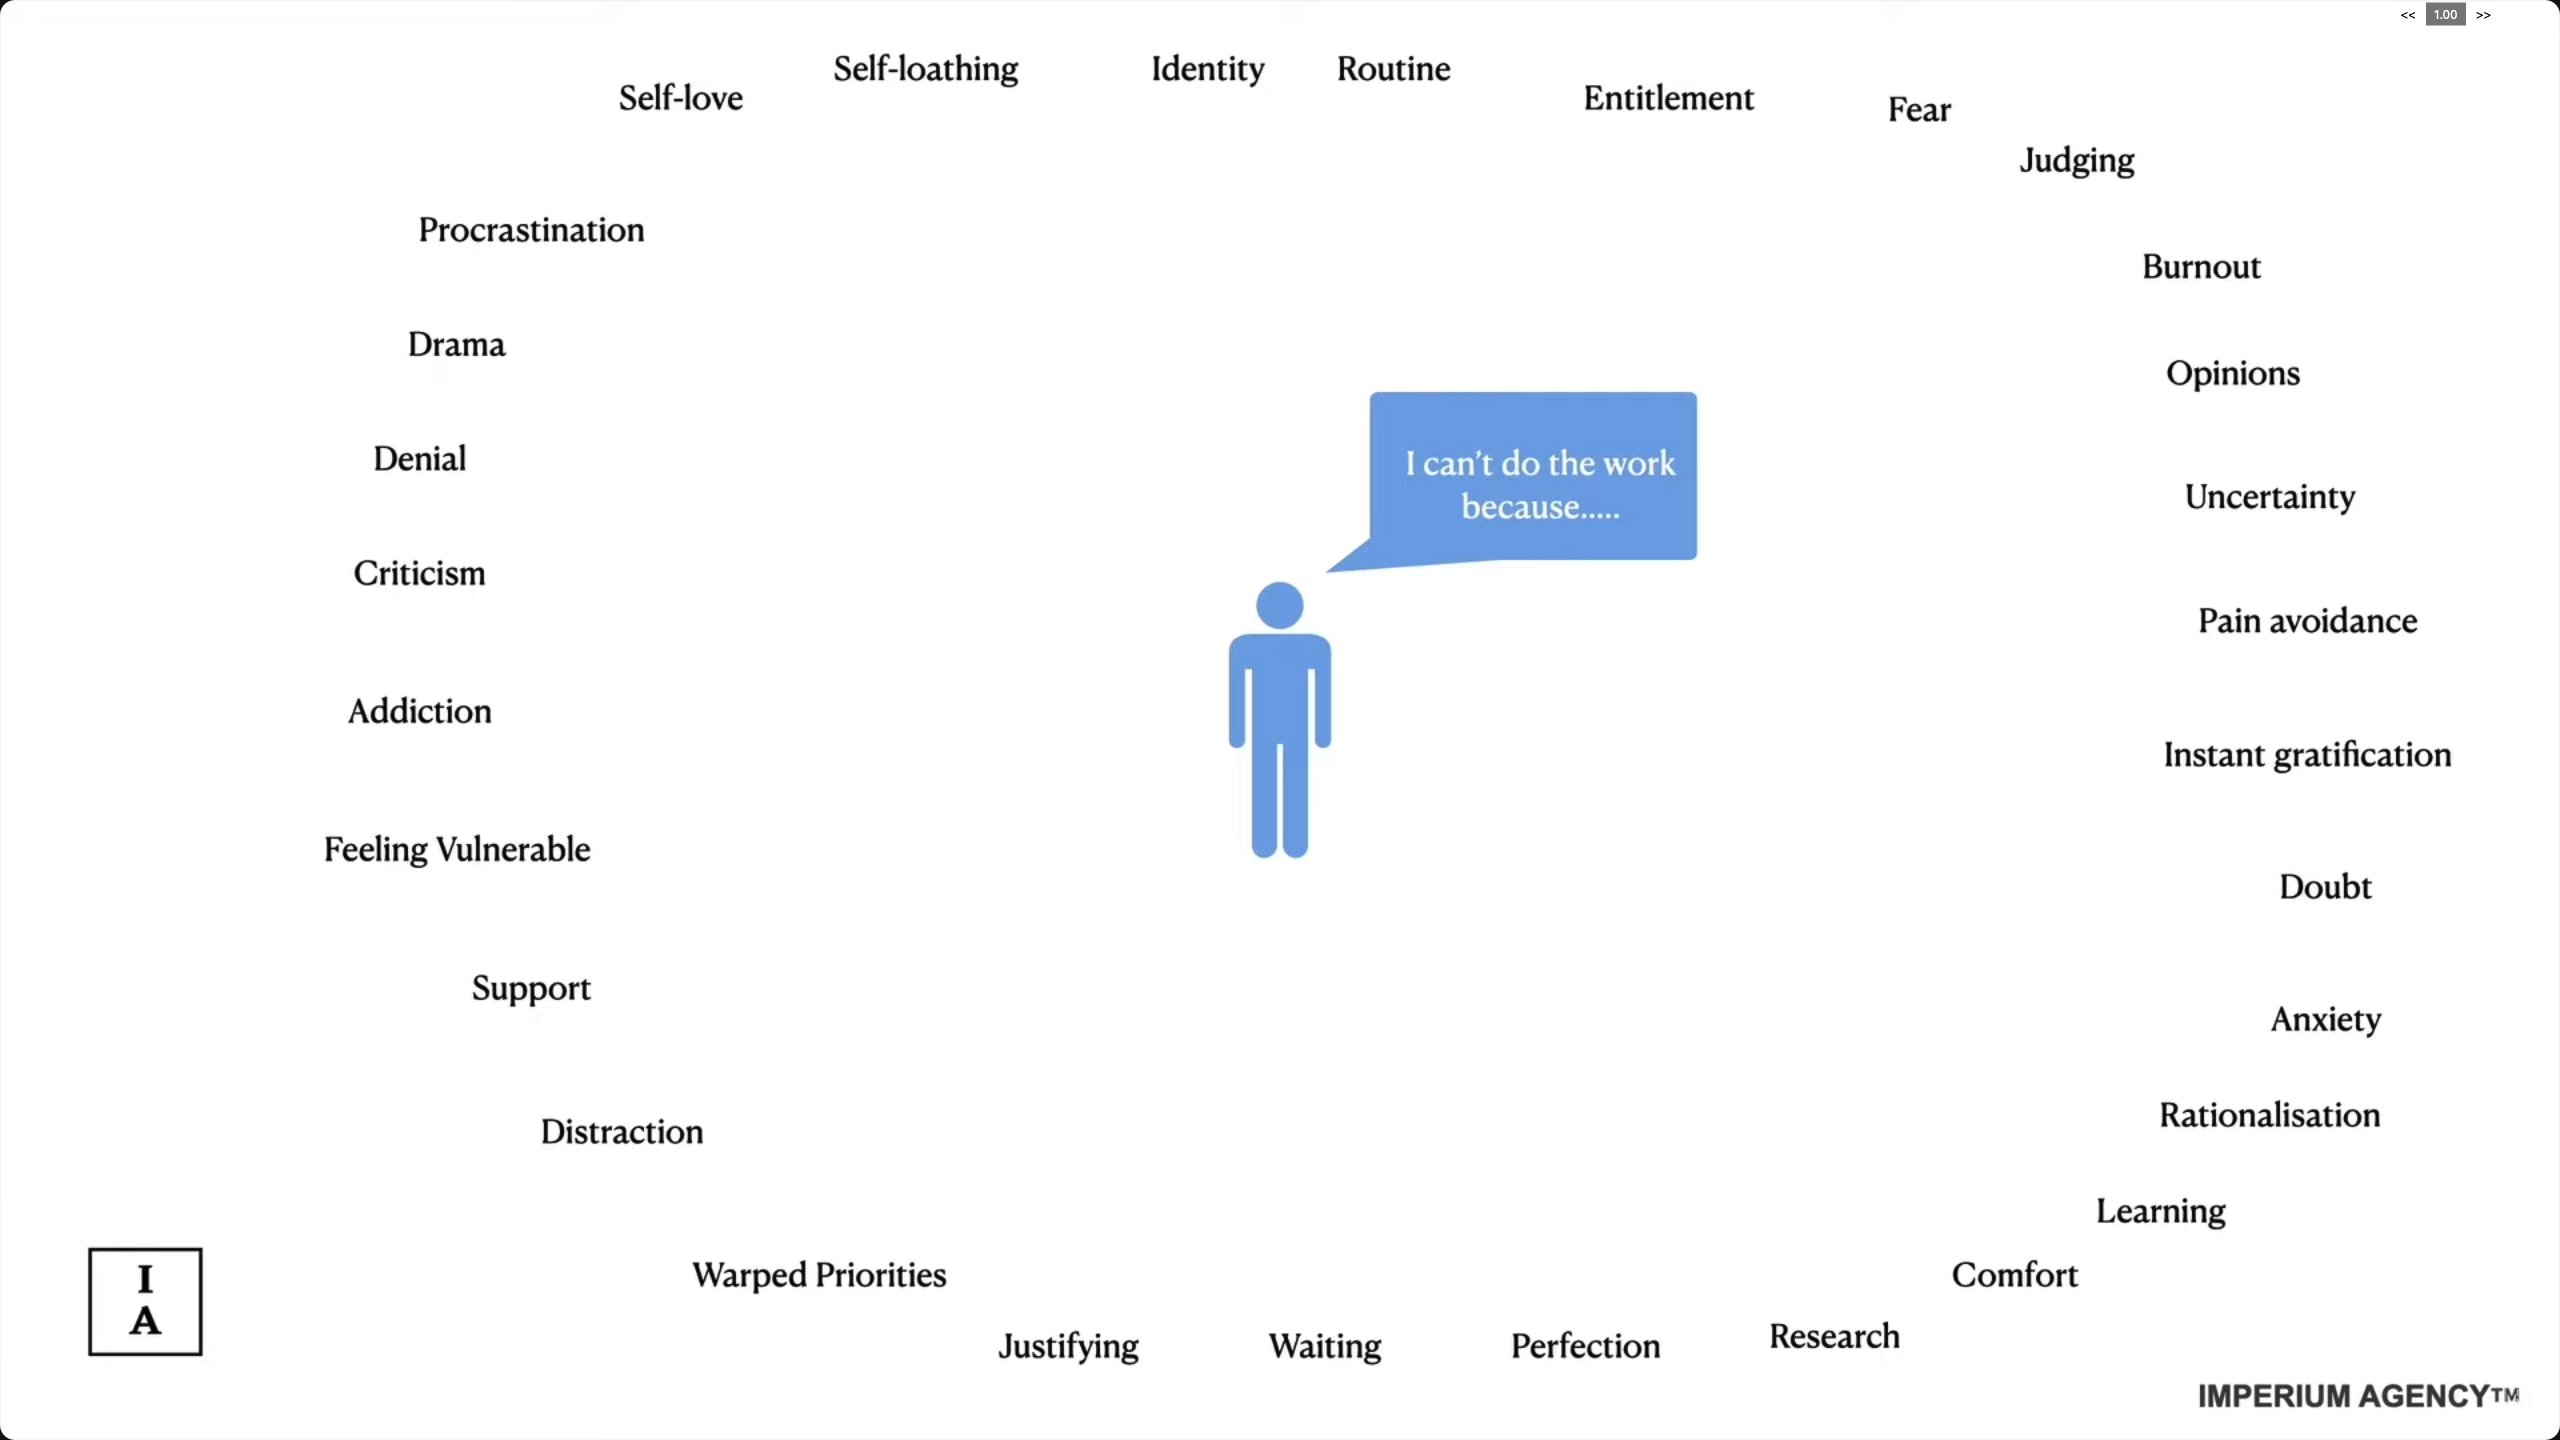 << 1.00 >>
Self-loathing
Identity
Routine
Self-love
Entitlement
Fear
Judging
Procrastination
Burnout
Drama
Opinions
Denial
I can't do the work
because.....
Uncertainty
Criticism
Pain avoidance
Addiction
Instant gratification
Feeling Vulnerable
Doubt
Support
Anxiety
Distraction
Rationalisation
Learning
Warped Priorities
Comfort
Justifying
Waiting
Perfection
Research
I
A
IMPERIUM AGENCY™